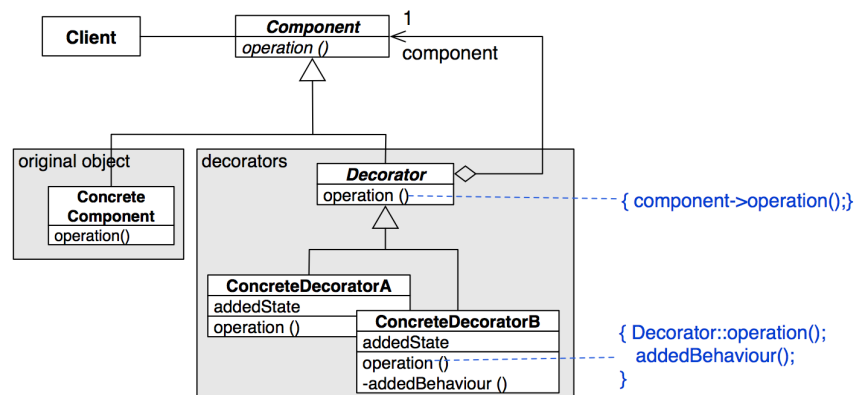 Client
Component
operation ()
1
component
original object
Concrete
Component
operation()
decorators
Decorator
operation ()
{ component->operation();}
ConcreteDecoratorA
addedState
operation ()
ConcreteDecoratorB
addedState
operation ()
-addedBehaviour ()
{ Decorator::operation();
addedBehaviour();
}